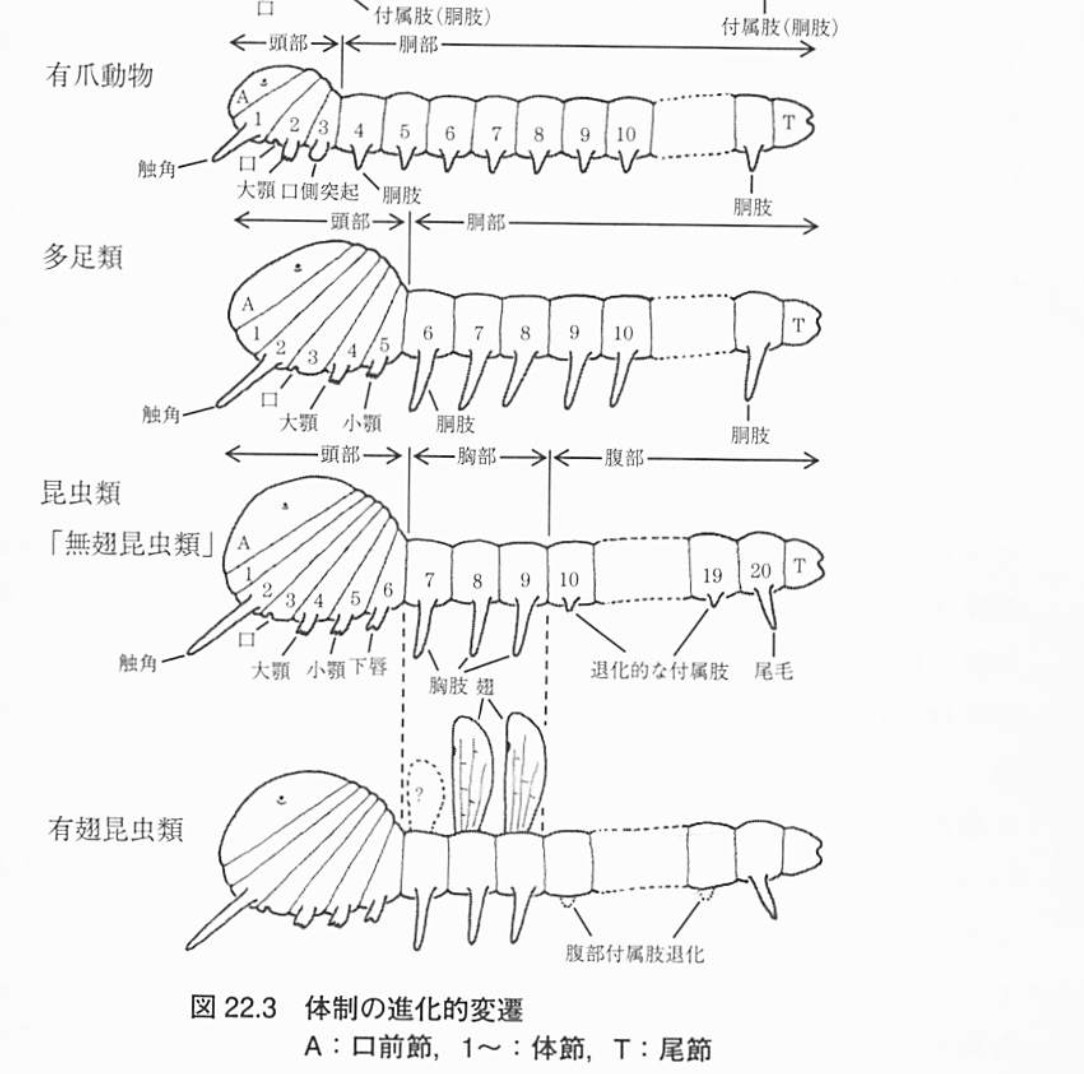 口
付属肢(胴肢)
付属肢(胴肢)
頭部 胴部
有爪動物
A 1 2 3 4 5 6 7 8 9 10 T
触角
口
大顎 口側突起 胴肢
胴肢
頭部 胴部
多足類
A 1 2 3 4 5 6 7 8 9 10 T
口
触角
大顎 小顎 胴肢
胴肢
頭部 胸部 腹部
昆虫類
「無翅昆虫類」
A 1 2 3 4 5 6 7 8 9 10 19 20 T
口
触角
大顎 小顎 下唇
胸肢 翅
退化的な付属肢 尾毛
?
有翅昆虫類
腹部付属肢退化
図 22.3 体制の進化的変遷
A:口前節, 1〜:体節, T:尾節